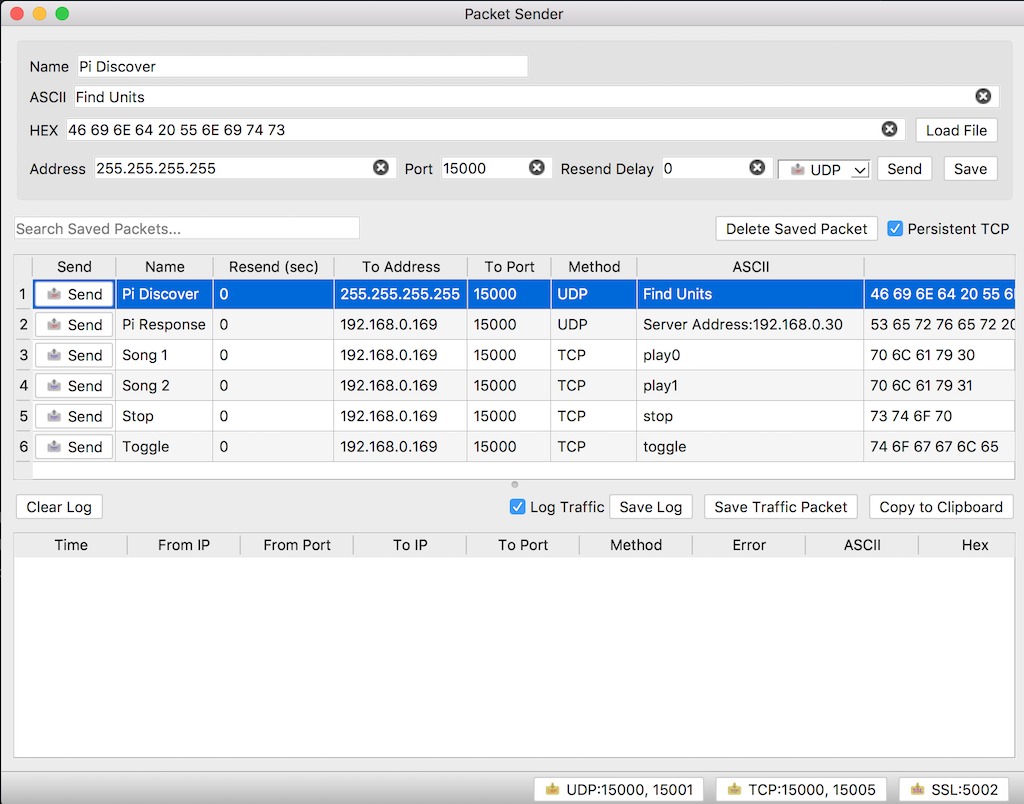 Packet Sender
Name Pi Discover
ASCII Find Units
HEX 46 69 6E 64 20 55 6E 69 74 73 Load File
Address 255.255.255.255 Port 15000 Resend Delay 0 UDP Send Save
Search Saved Packets... Delete Saved Packet Persistent TCP
Send Name Resend (sec) To Address To Port Method ASCII
1 Send Pi Discover 0 255.255.255.255 15000 UDP Find Units 46 69 6E 64 20 55 6E
2 Send Pi Response 0 192.168.0.169 15000 UDP Server Address:192.168.0.30 53 65 72 76 65 72 20
3 Send Song 1 0 192.168.0.169 15000 TCP play0 70 6C 61 79 30
4 Send Song 2 0 192.168.0.169 15000 TCP play1 70 6C 61 79 31
5 Send Stop 0 192.168.0.169 15000 TCP stop 73 74 6F 70
6 Send Toggle 0 192.168.0.169 15000 TCP toggle 74 6F 67 67 6C 65
Clear Log Log Traffic Save Log Save Traffic Packet Copy to Clipboard
Time From IP From Port To IP To Port Method Error ASCII Hex
UDP:15000, 15001 TCP:15000, 15005 SSL:5002